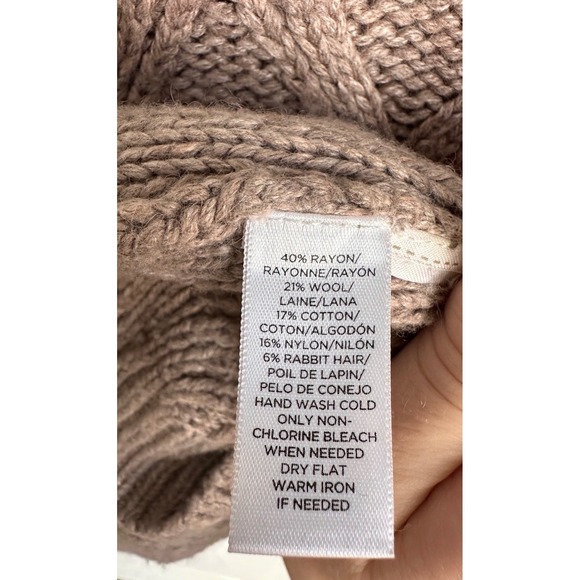 40% RAYON/
RAYONNE/RAYÓN
21% WOOL/
LAINE/LANA
17% COTTON/
COTON/ALGODÓN
16% NYLON/NILÓN
6% RABBIT HAIR/
POIL DE LAPIN/
PELO DE CONEJO
HAND WASH COLD
ONLY NON-
CHLORINE BLEACH
WHEN NEEDED
DRY FLAT
WARM IRON
IF NEEDED